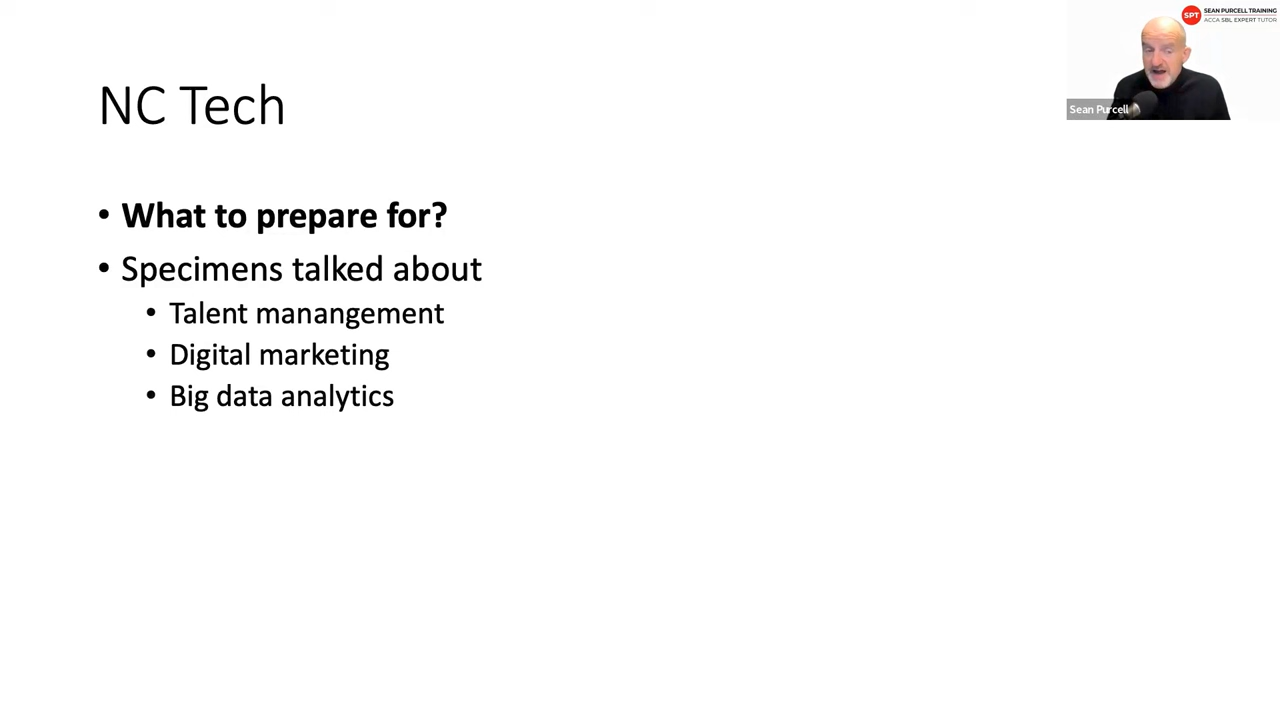 SPT
SEAN PURCELL TRAINING
ACCA SBL EXPERT TUTOR
Sean Purcell
NC Tech
• What to prepare for?
• Specimens talked about
• Talent manangement
• Digital marketing
• Big data analytics